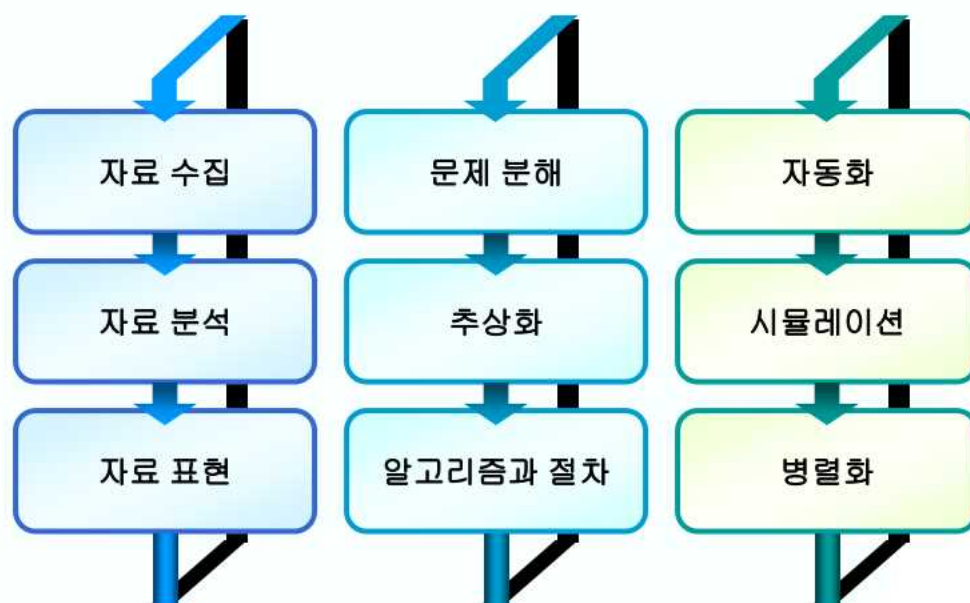 자료 수집
자료 분석
자료 표현
문제 분해
추상화
알고리즘과 절차
자동화
시뮬레이션
병렬화